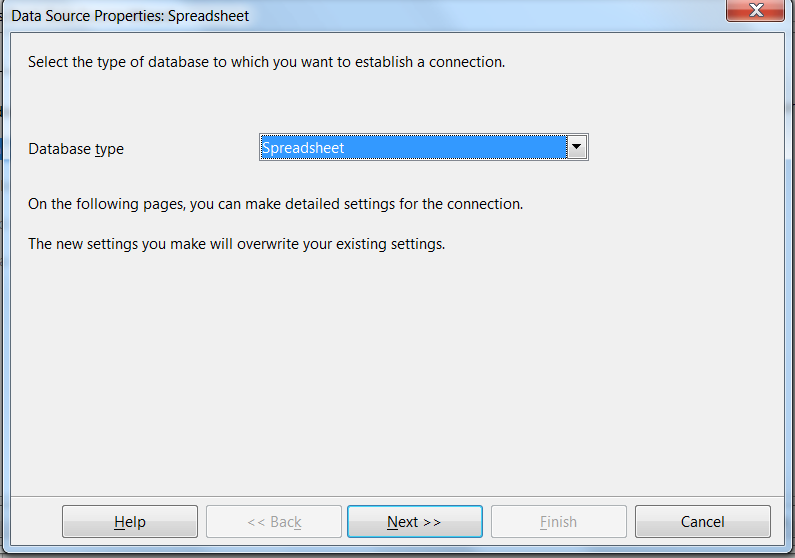 Data Source Properties: Spreadsheet
Select the type of database to which you want to establish a connection.
Database type
Spreadsheet
On the following pages, you can make detailed settings for the connection.
The new settings you make will overwrite your existing settings.
Help
<< Back
Next >>
Finish
Cancel